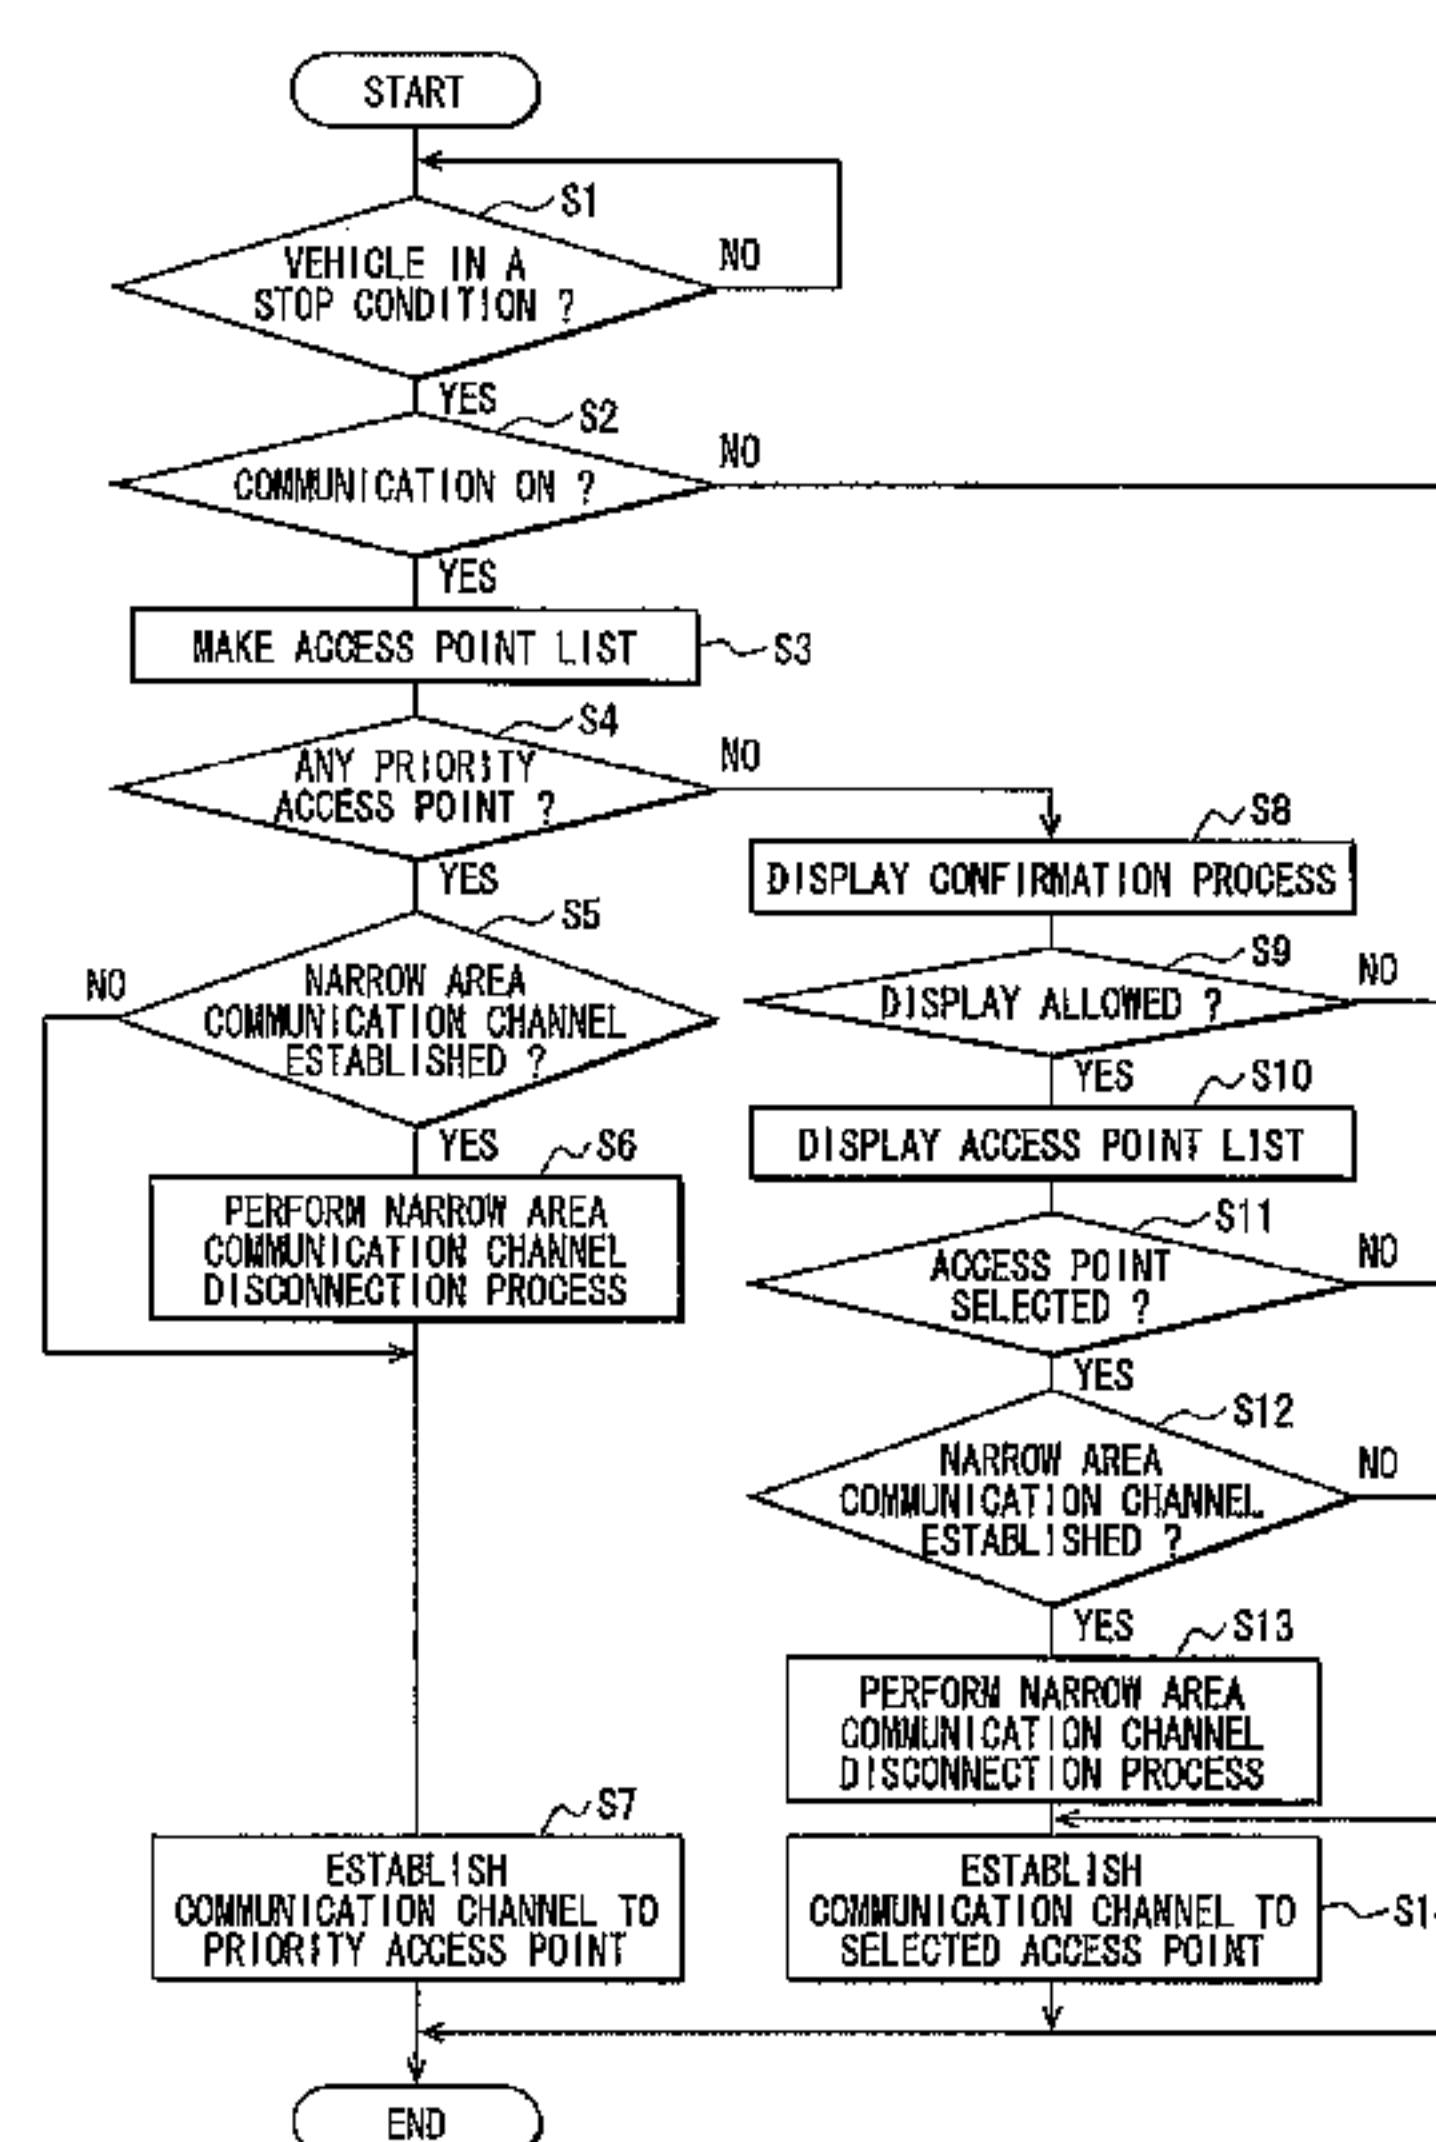 START
S1
VEHICLE IN A
STOP CONDITION ?
NO
YES
S2
COMMUNICATION ON ?
NO
YES
MAKE ACCESS POINT LIST
S3
S4
ANY PRIORITY
ACCESS POINT ?
NO
YES
S5
NARROW AREA
COMMUNICATION CHANNEL
ESTABLISHED ?
NO
YES
S6
PERFORM NARROW AREA
COMMUNICATION CHANNEL
DISCONNECTION PROCESS
S7
ESTABLISH
COMMUNICATION CHANNEL TO
PRIORITY ACCESS POINT
S8
DISPLAY CONFIRMATION PROCESS
S9
DISPLAY ALLOWED ?
NO
YES
S10
DISPLAY ACCESS POINT LIST
S11
ACCESS POINT
SELECTED ?
NO
YES
S12
NARROW AREA
COMMUNICATION CHANNEL
ESTABLISHED ?
NO
YES
S13
PERFORM NARROW AREA
COMMUNICATION CHANNEL
DISCONNECTION PROCESS
ESTABLISH
COMMUNICATION CHANNEL TO
SELECTED ACCESS POINT
END